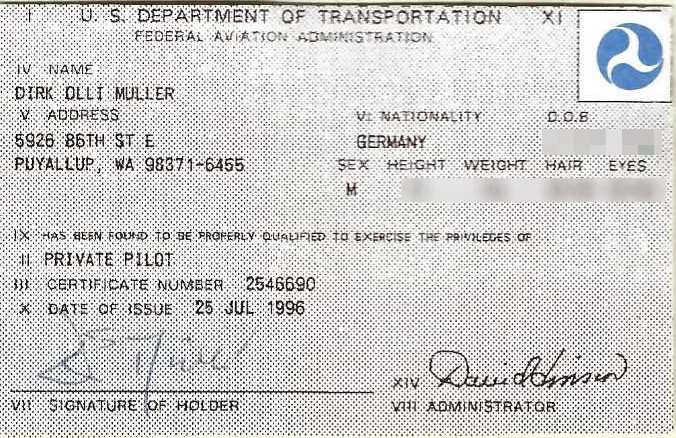 I U. S. DEPARTMENT OF TRANSPORTATION XI
FEDERAL AVIATION ADMINISTRATION
IV NAME
DIRK OLLI MULLER
V ADDRESS VI NATIONALITY D.O.B.
5926 86TH ST E GERMANY
PUYALLUP, WA 98371-6455 SEX HEIGHT WEIGHT HAIR EYES
M
IX HAS BEEN FOUND TO BE PROPERLY QUALIFIED TO EXERCISE THE PRIVILEGES OF
II PRIVATE PILOT
III CERTIFICATE NUMBER 2546690
X DATE OF ISSUE 25 JUL 1996
XIV David Hinson
VII SIGNATURE OF HOLDER VIII ADMINISTRATOR